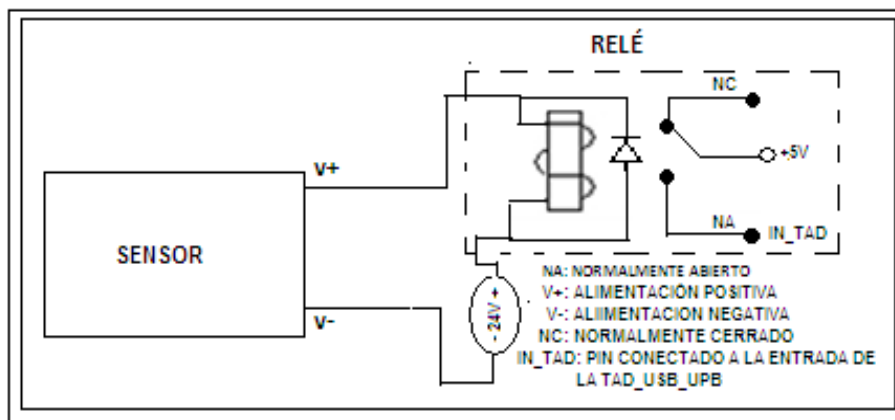 RELÉ
NC
V+
+5V
SENSOR
NA
IN_TAD
V-
- 24V +
NA: NORMALMENTE ABIERTO
V+: ALIMENTACIÓN POSITIVA
V-: ALIIMENTACION NEGATIVA
NC: NORMALMENTE CERRADO
IN_TAD: PIN CONECTADO A LA ENTRADA DE
LA TAD_USB_UPB